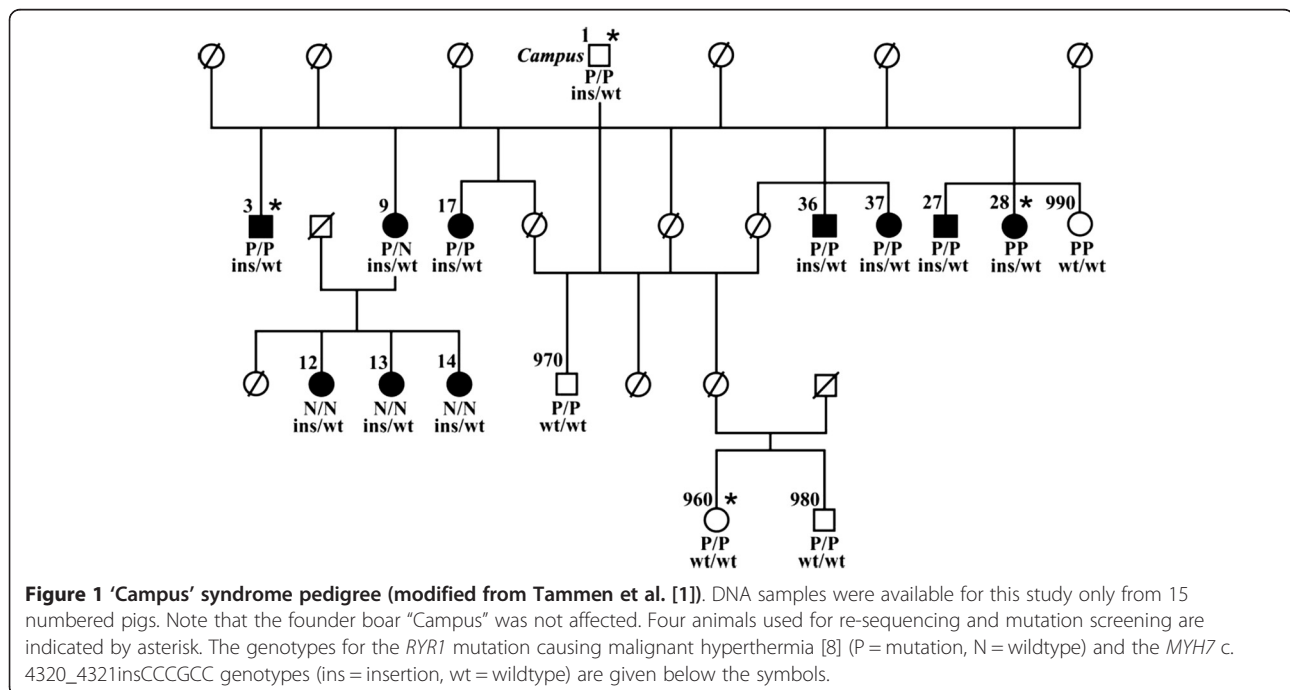 1 *
Campus
P/P
ins/wt
3 * 9 17 36 37 27 28 * 990
P/P P/N P/P P/P P/P P/P PP PP
ins/wt ins/wt ins/wt ins/wt ins/wt ins/wt ins/wt wt/wt
12 13 14 970
N/N N/N N/N P/P
ins/wt ins/wt ins/wt wt/wt
960 * 980
P/P P/P
wt/wt wt/wt
Figure 1 'Campus' syndrome pedigree (modified from Tammen et al. [1]). DNA samples were available for this study only from 15
numbered pigs. Note that the founder boar "Campus" was not affected. Four animals used for re-sequencing and mutation screening are
indicated by asterisk. The genotypes for the RYR1 mutation causing malignant hyperthermia [8] (P = mutation, N = wildtype) and the MYH7 c.
4320_4321insCCCGCC genotypes (ins = insertion, wt = wildtype) are given below the symbols.